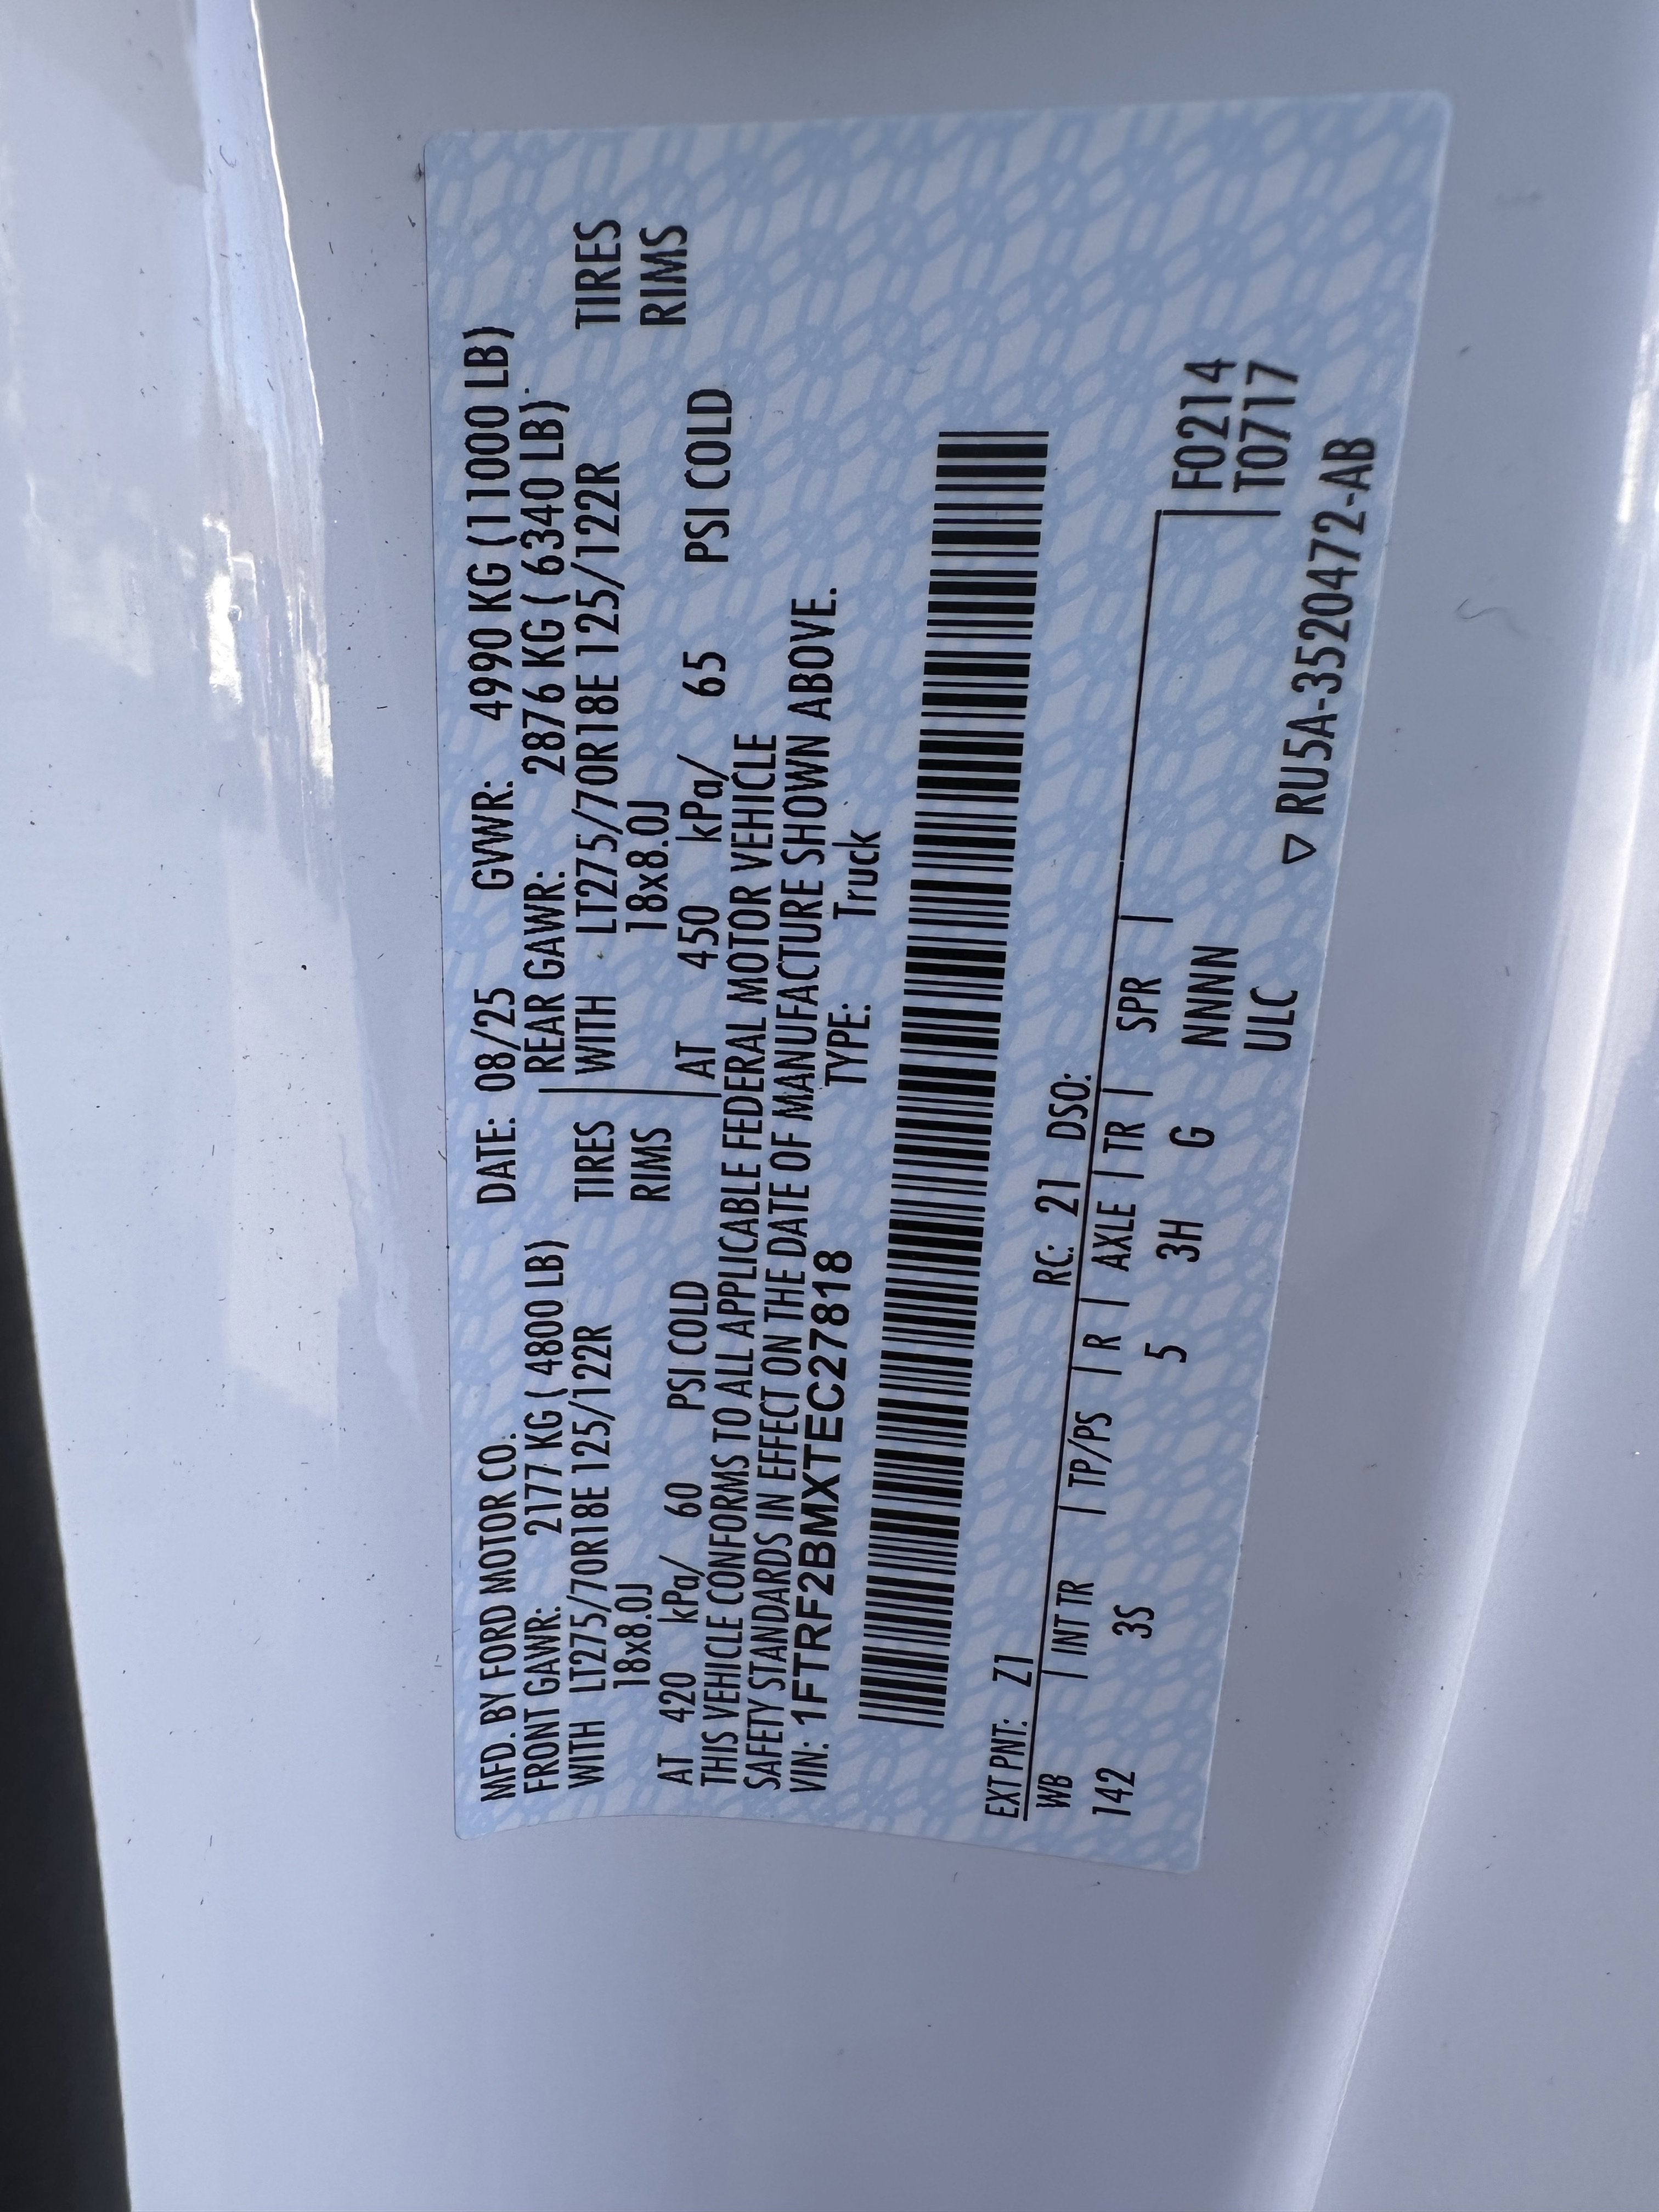 MFD. BY FORD MOTOR CO. DATE: 08/25 GVWR: 4990 KG (11000 LB)
FRONT GAWR: 2177 KG ( 4800 LB) REAR GAWR: 2876 KG ( 6340 LB)
WITH LT275/70R18E 125/122R TIRES WITH LT275/70R18E 125/122R TIRES
18x8.0J RIMS 18x8.0J RIMS
AT 420 kPa/ 60 PSI COLD AT 450 kPa/ 65 PSI COLD
THIS VEHICLE CONFORMS TO ALL APPLICABLE FEDERAL MOTOR VEHICLE
SAFETY STANDARDS IN EFFECT ON THE DATE OF MANUFACTURE SHOWN ABOVE.
VIN: 1FTRF2BMXTEC27818 TYPE: Truck
EXT PNT: Z1 RC: 21 DSO:
WB | INT TR | TP/PS | R | AXLE | TR | SPR | F0214
142 3S 5 3H G NNNN T0717
ULC
▽ RU5A-3520472-AB